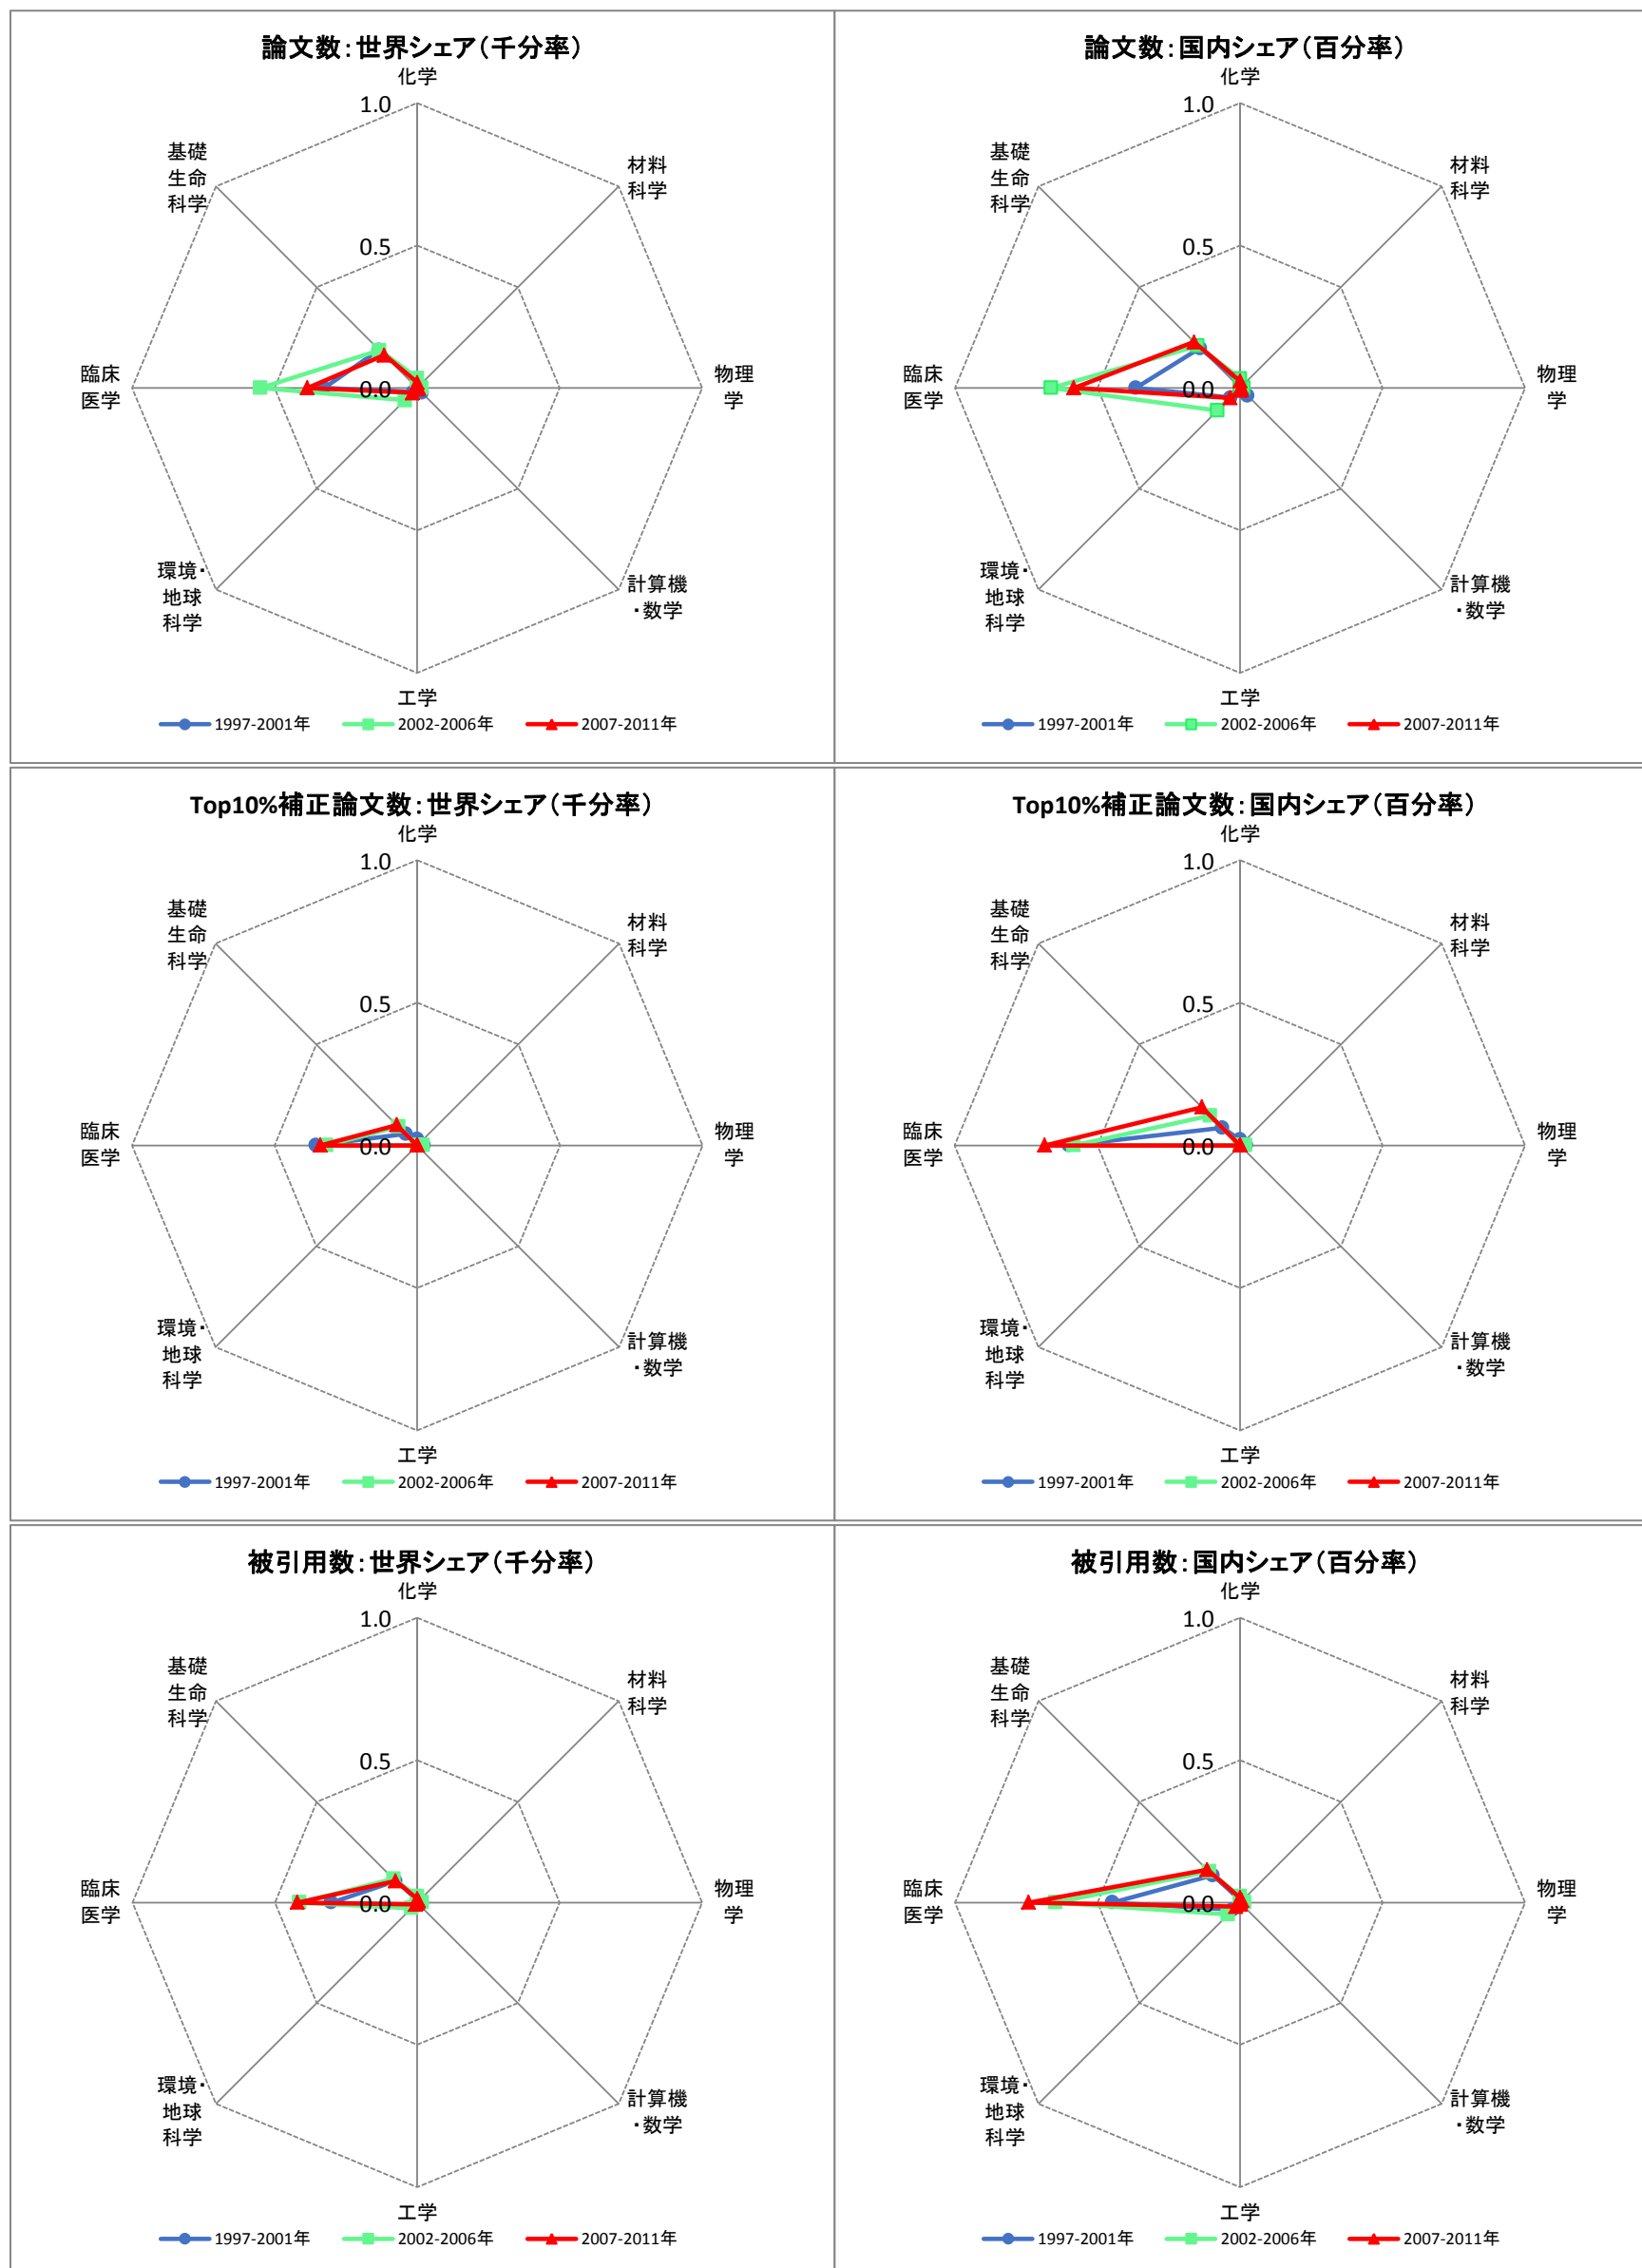 論文数：世界シェア（千分率）
化学
1.0
基礎
生命
科学
材料
科学
0.5
臨床
医学
0.0
物理
学
環境・
地球
科学
計算機
・数学
工学
1997-2001年 2002-2006年 2007-2011年
論文数：国内シェア（百分率）
化学
1.0
基礎
生命
科学
材料
科学
0.5
臨床
医学
0.0
物理
学
環境・
地球
科学
計算機
・数学
工学
1997-2001年 2002-2006年 2007-2011年
Top10%補正論文数：世界シェア（千分率）
化学
1.0
基礎
生命
科学
材料
科学
0.5
臨床
医学
0.0
物理
学
環境・
地球
科学
計算機
・数学
工学
1997-2001年 2002-2006年 2007-2011年
Top10%補正論文数：国内シェア（百分率）
化学
1.0
基礎
生命
科学
材料
科学
0.5
臨床
医学
0.0
物理
学
環境・
地球
科学
計算機
・数学
工学
1997-2001年 2002-2006年 2007-2011年
被引用数：世界シェア（千分率）
化学
1.0
基礎
生命
科学
材料
科学
0.5
臨床
医学
0.0
物理
学
環境・
地球
科学
計算機
・数学
工学
1997-2001年 2002-2006年 2007-2011年
被引用数：国内シェア（百分率）
化学
1.0
基礎
生命
科学
材料
科学
0.5
臨床
医学
0.0
物理
学
環境・
地球
科学
計算機
・数学
工学
1997-2001年 2002-2006年 2007-2011年